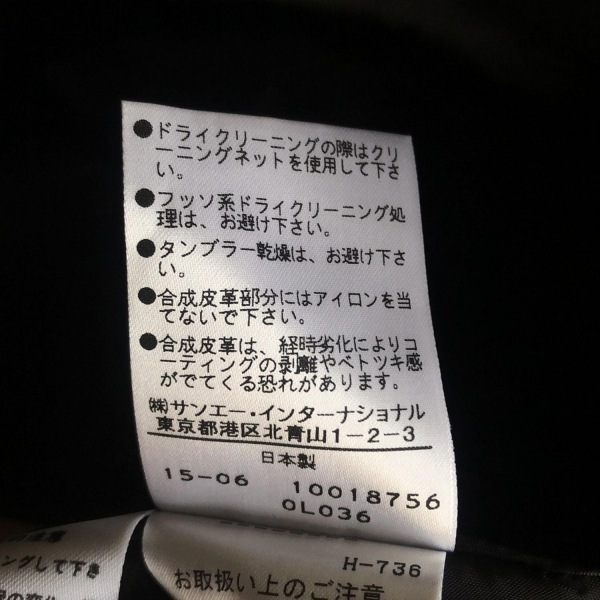 ●ドライクリーニングの際はクリ
ーニングネットを使用して下さ
い。
●フッソ系ドライクリーニング処
理は、お避け下さい。
●タンブラー乾燥は、お避け下さ
い。
●合成皮革部分にはアイロンを当
てないで下さい。
●合成皮革は、経時劣化によりコ
ーティングの剥離やベトツキ感
がでてくる恐れがあります。
㈱サンエー・インターナショナル
東京都港区北青山1-2-3
日本製
15-06 10018756
0L036
H-736
お取扱い上のご注意
ングして下さ